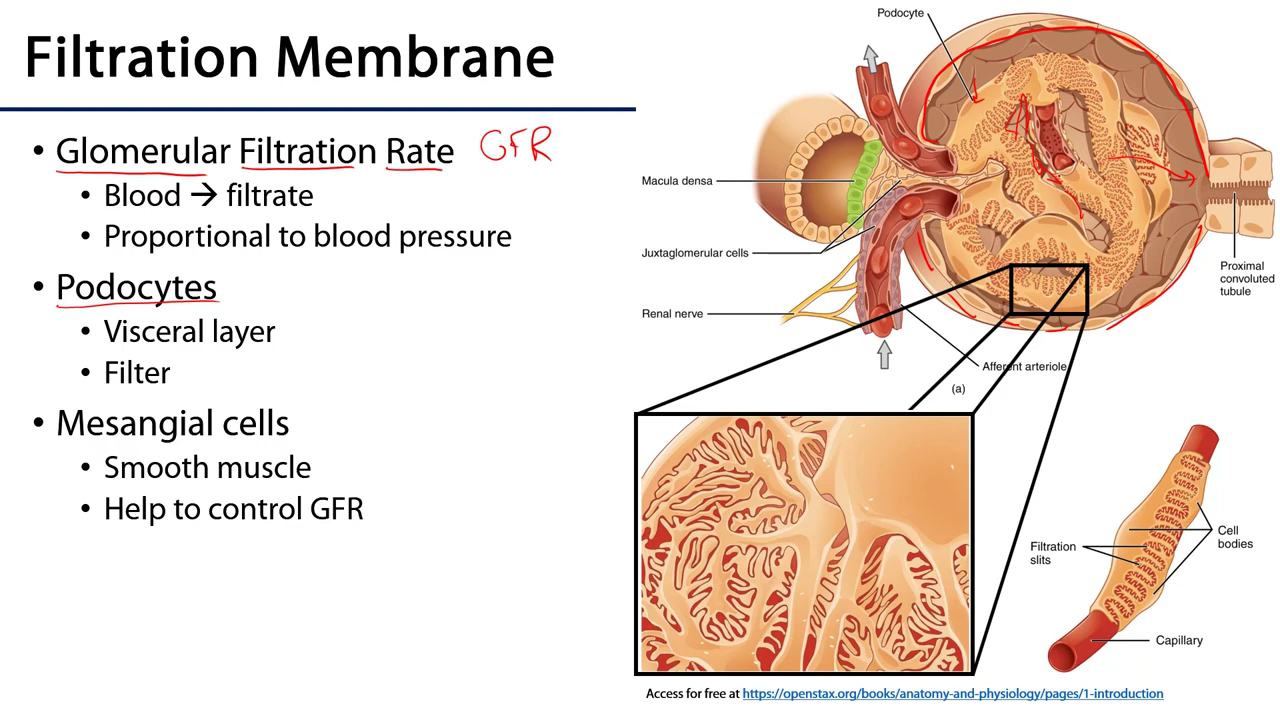 Filtration Membrane
• Glomerular Filtration Rate GFR
• Blood → filtrate
• Proportional to blood pressure
• Podocytes
• Visceral layer
• Filter
• Mesangial cells
• Smooth muscle
• Help to control GFR
Podocyte
Macula densa
Juxtaglomerular cells
Renal nerve
Proximal
convoluted
tubule
Afferent arteriole
(a)
Filtration
slits
Cell
bodies
Capillary
Access for free at https://openstax.org/books/anatomy-and-physiology/pages/1-introduction